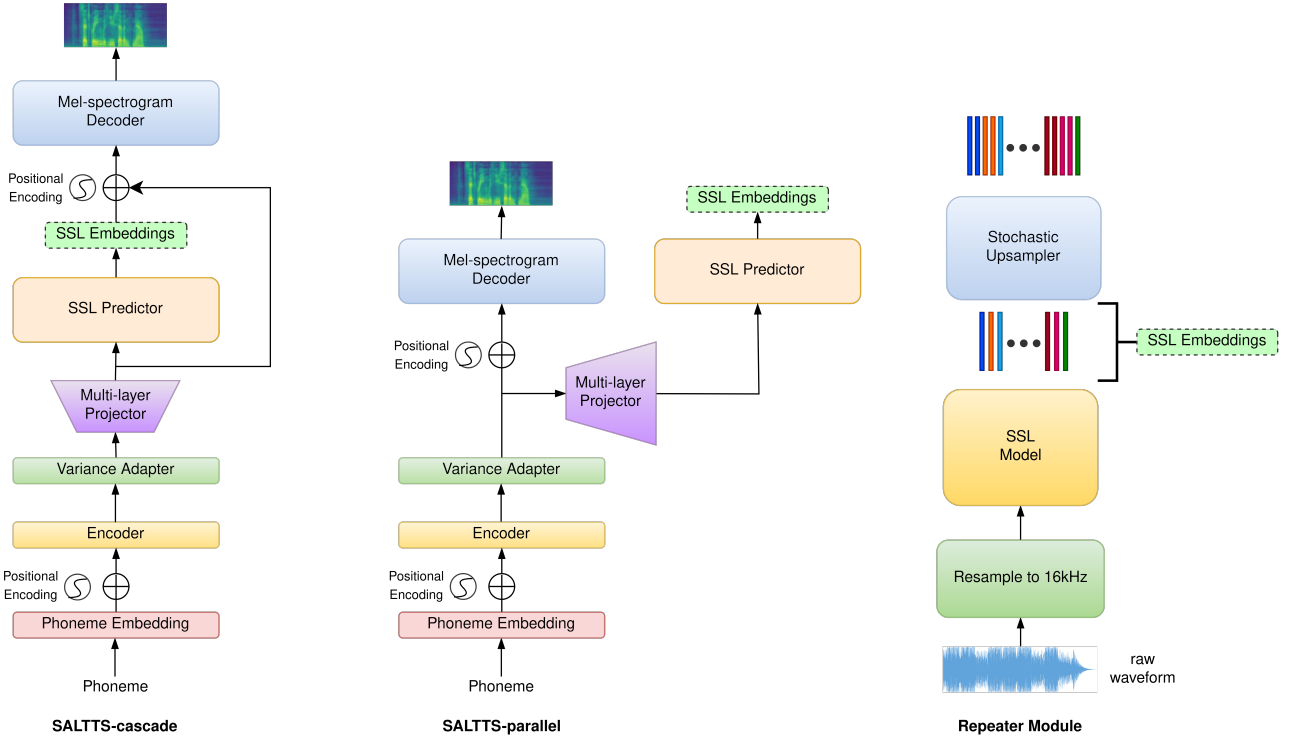 Mel-spectrogram
Decoder
Positional
Encoding
SSL Embeddings
SSL Predictor
Multi-layer
Projector
Variance Adapter
Encoder
Positional
Encoding
Phoneme Embedding
Phoneme
SALTTS-cascade
Mel-spectrogram
Decoder
Positional
Encoding
SSL Embeddings
SSL Predictor
Multi-layer
Projector
Variance Adapter
Encoder
Positional
Encoding
Phoneme Embedding
Phoneme
SALTTS-parallel
Stochastic
Upsampler
SSL Embeddings
SSL
Model
Resample to 16kHz
raw
waveform
Repeater Module